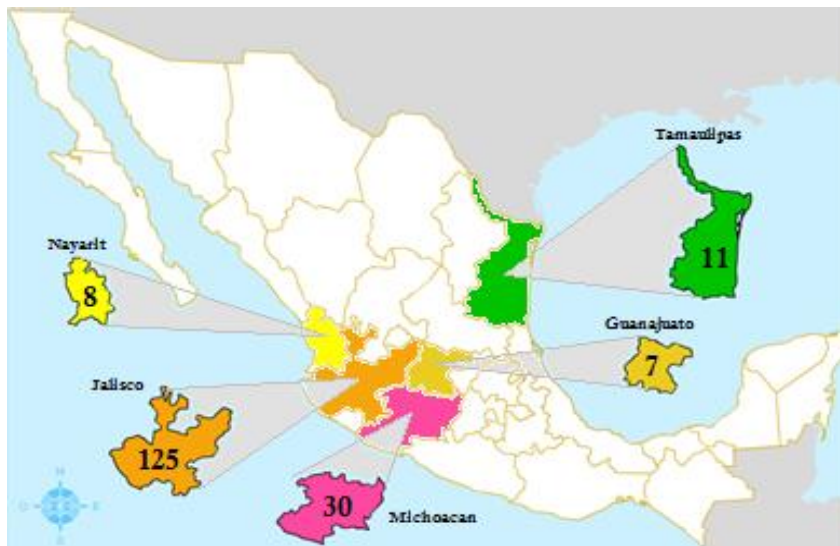 Tamaulipas
11
Nayarit
8
Guanajuato
7
Jalisco
125
30
Michoacan
N
E